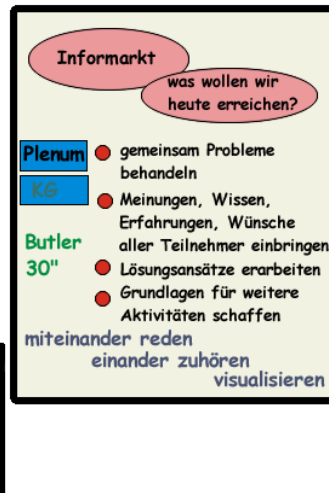 Informarkt
was wollen wir
heute erreichen?
Plenum
KG
Butler
30"
gemeinsam Probleme
behandeln
Meinungen, Wissen,
Erfahrungen, Wünsche
aller Teilnehmer einbringen
Lösungsansätze erarbeiten
Grundlagen für weitere
Aktivitäten schaffen
miteinander reden
einander zuhören
visualisieren